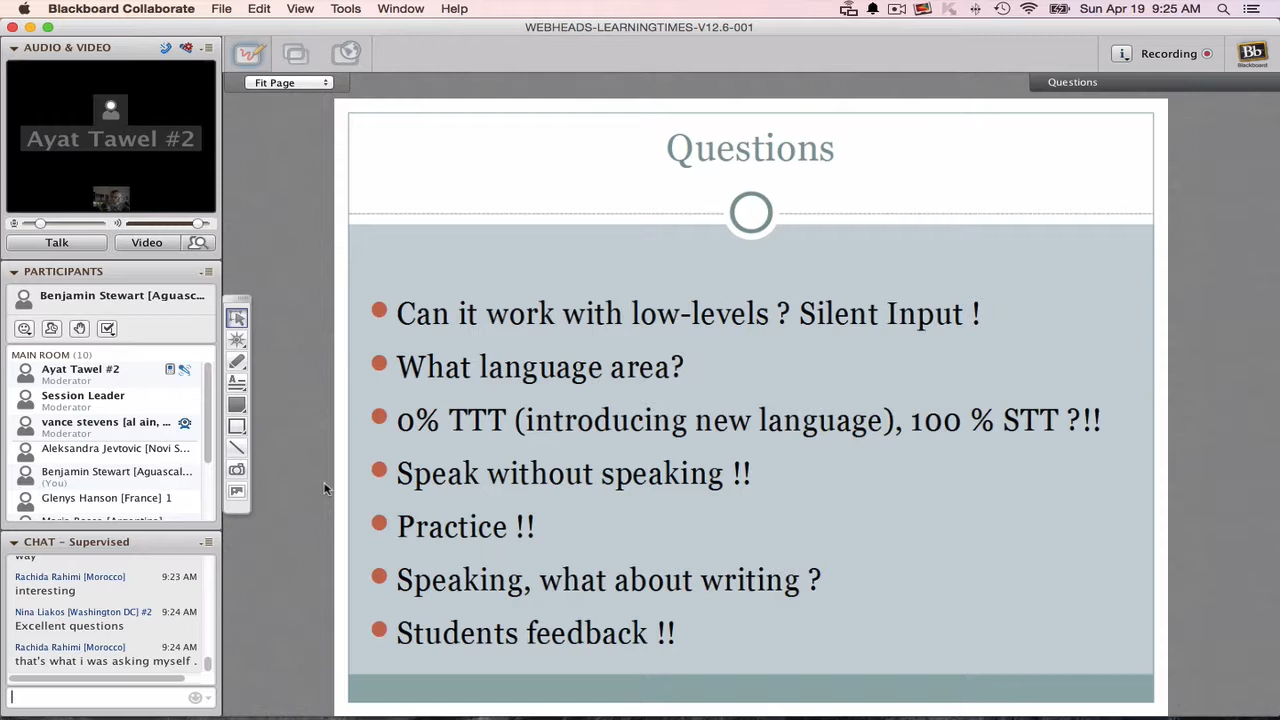 Blackboard Collaborate File Edit View Tools Window Help Sun Apr 19 9:25 AM
WEBHEADS-LEARNINGTIMES-V12.6-001
AUDIO & VIDEO
Ayat Tawel #2
Talk Video
PARTICIPANTS
Benjamin Stewart [Aguasc...
MAIN ROOM (10)
Ayat Tawel #2
Moderator
Session Leader
Moderator
vance stevens [al ain, ...
Moderator
Aleksandra Jevtovic [Novi S...
Benjamin Stewart [Aguascal...
(You)
Glenys Hanson [France] 1
CHAT – Supervised
way
Rachida Rahimi [Morocco] 9:23 AM
interesting
Nina Liakos [Washington DC] #2 9:24 AM
Excellent questions
Rachida Rahimi [Morocco] 9:24 AM
that's what i was asking myself .
Fit Page
Recording
Bb
Blackboard
Questions
Questions
Can it work with low-levels ? Silent Input !
What language area?
0% TTT (introducing new language), 100 % STT ?!!
Speak without speaking !!
Practice !!
Speaking, what about writing ?
Students feedback !!